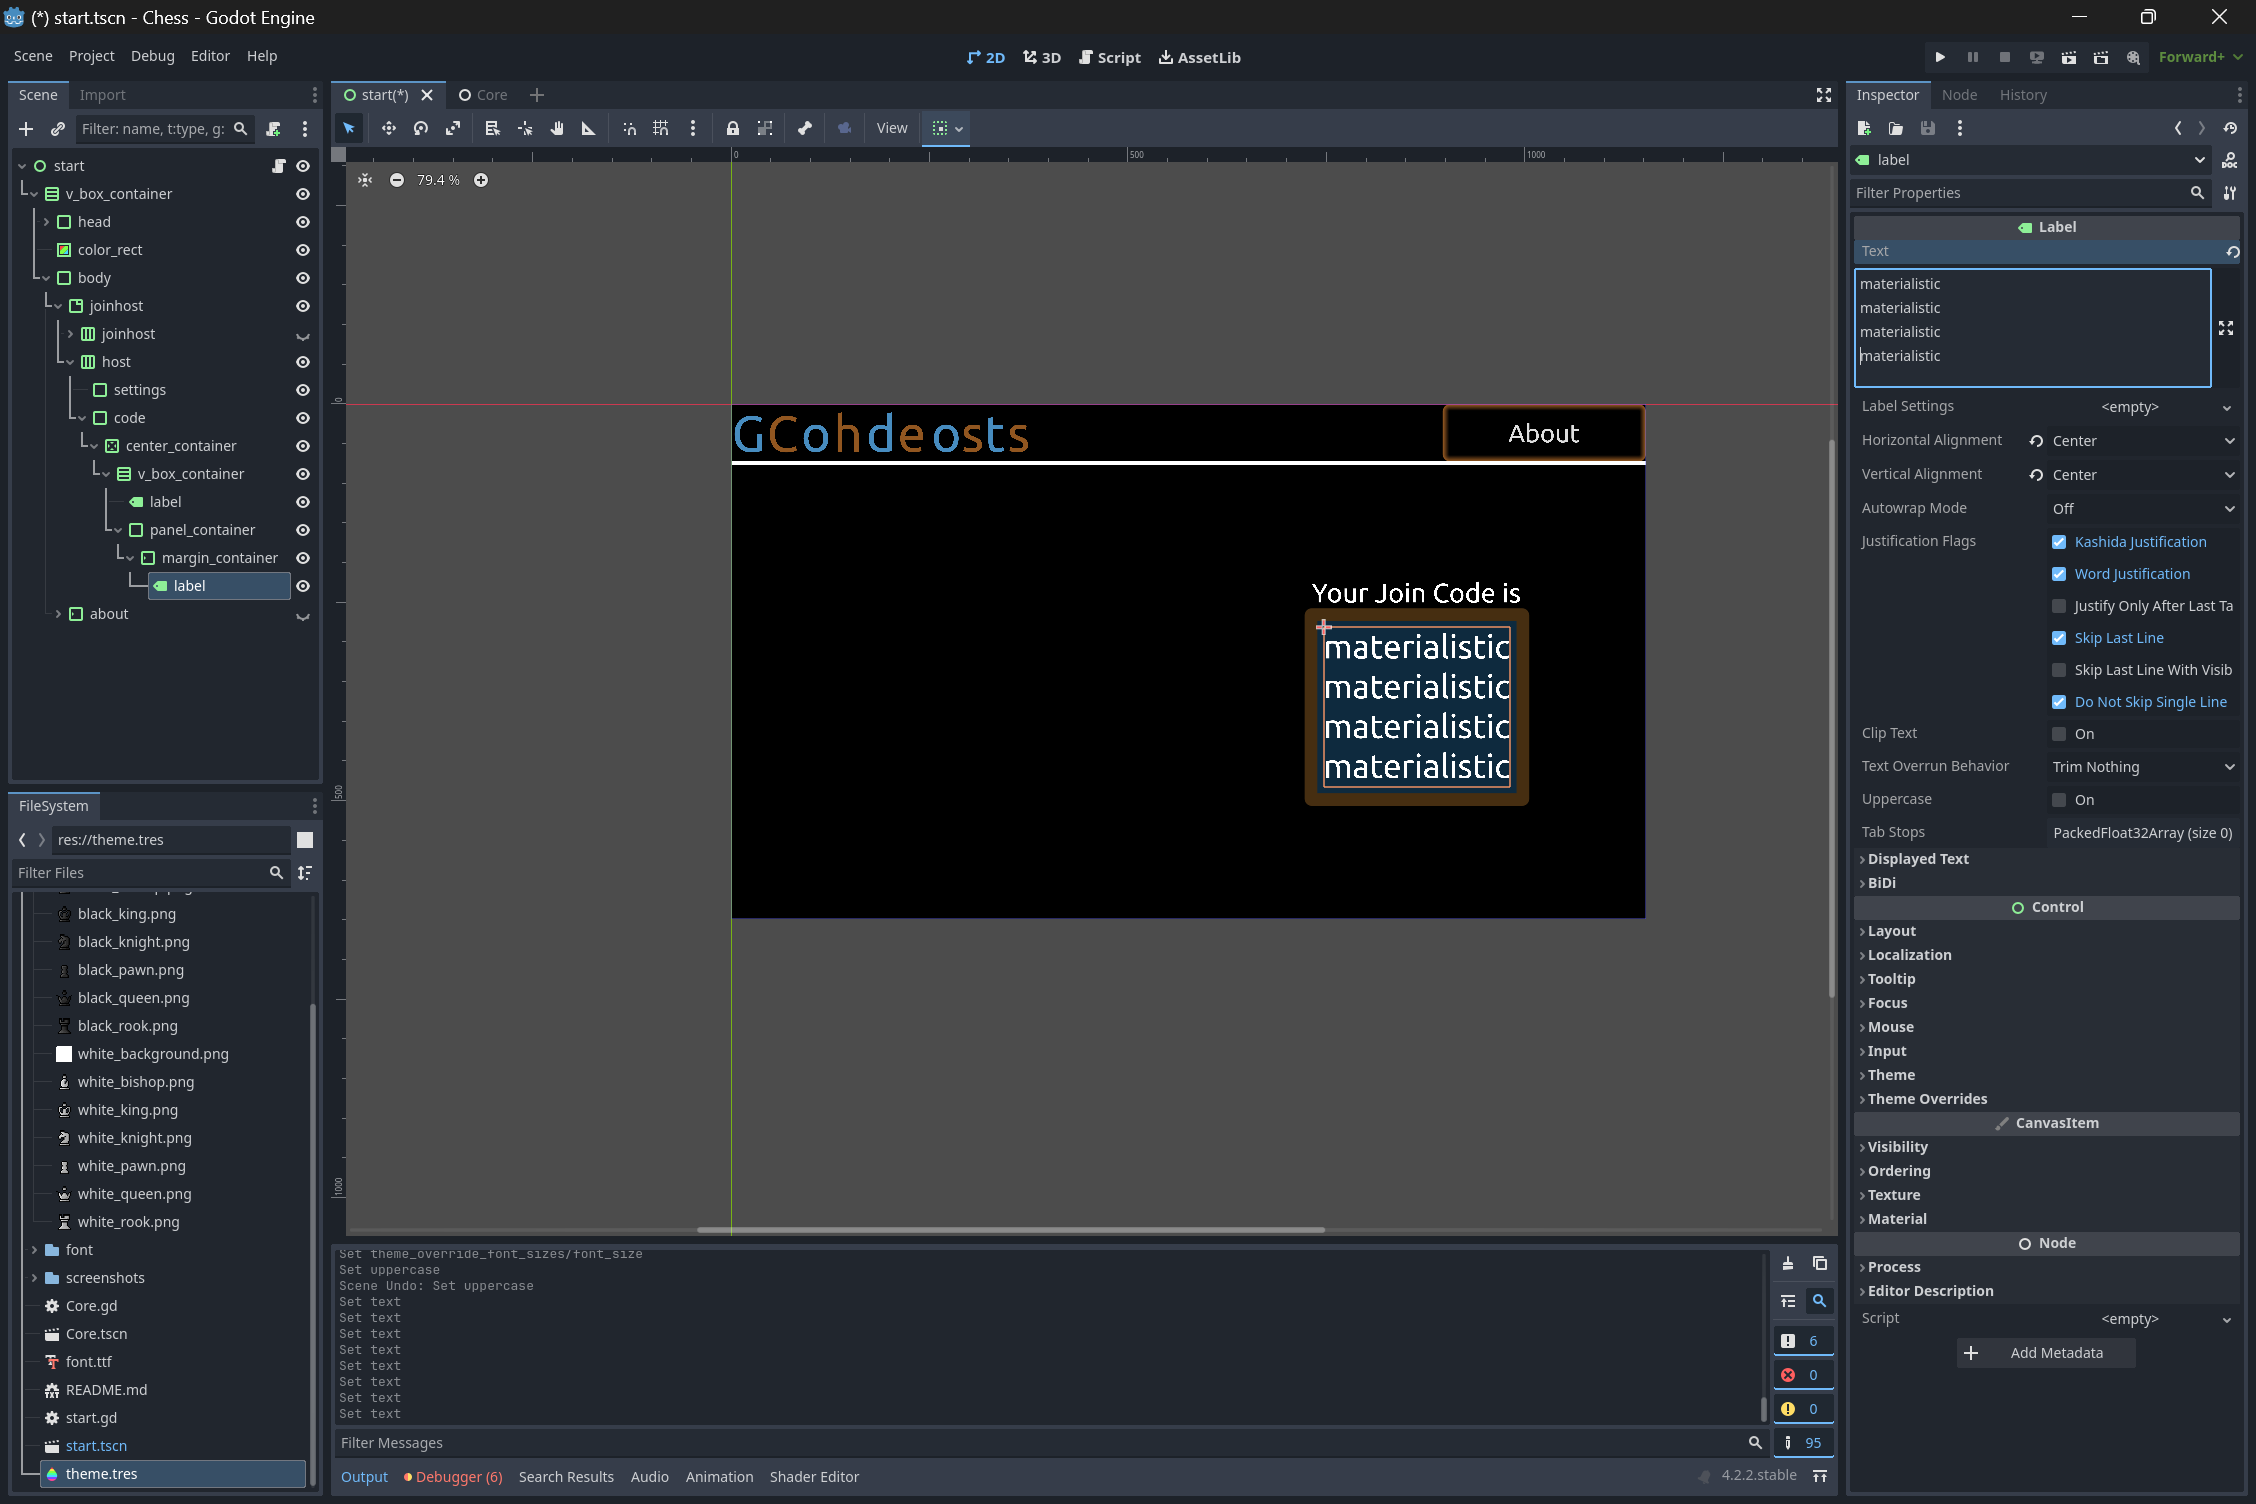 (*) start.tscn - Chess - Godot Engine
Scene Project Debug Editor Help
2D 3D Script AssetLib
Forward+
Scene Import
Filter: name, t:type, g:
start
v_box_container
head
color_rect
body
joinhost
joinhost
host
settings
code
center_container
v_box_container
label
panel_container
margin_container
label
about
FileSystem
res://theme.tres
Filter Files
black_king.png
black_knight.png
black_pawn.png
black_queen.png
black_rook.png
white_background.png
white_bishop.png
white_king.png
white_knight.png
white_pawn.png
white_queen.png
white_rook.png
font
screenshots
Core.gd
Core.tscn
font.ttf
README.md
start.gd
start.tscn
theme.tres
start(*) Core
View
0 500 1000
79.4 %
0
500
1000
GCohdeosts
About
Your Join Code is
materialistic
materialistic
materialistic
materialistic
Set theme_override_font_sizes/font_size
Set uppercase
Scene Undo: Set uppercase
Set text
Set text
Set text
Set text
Set text
Set text
Set text
Set text
6
0
0
95
Filter Messages
Output Debugger (6) Search Results Audio Animation Shader Editor
4.2.2.stable
Inspector Node History
label
DOC
Filter Properties
Label
Text
materialistic
materialistic
materialistic
materialistic
Label Settings <empty>
Horizontal Alignment Center
Vertical Alignment Center
Autowrap Mode Off
Justification Flags Kashida Justification
Word Justification
Justify Only After Last Ta
Skip Last Line
Skip Last Line With Visib
Do Not Skip Single Line
Clip Text On
Text Overrun Behavior Trim Nothing
Uppercase On
Tab Stops PackedFloat32Array (size 0)
Displayed Text
BiDi
Control
Layout
Localization
Tooltip
Focus
Mouse
Input
Theme
Theme Overrides
CanvasItem
Visibility
Ordering
Texture
Material
Node
Process
Editor Description
Script <empty>
Add Metadata